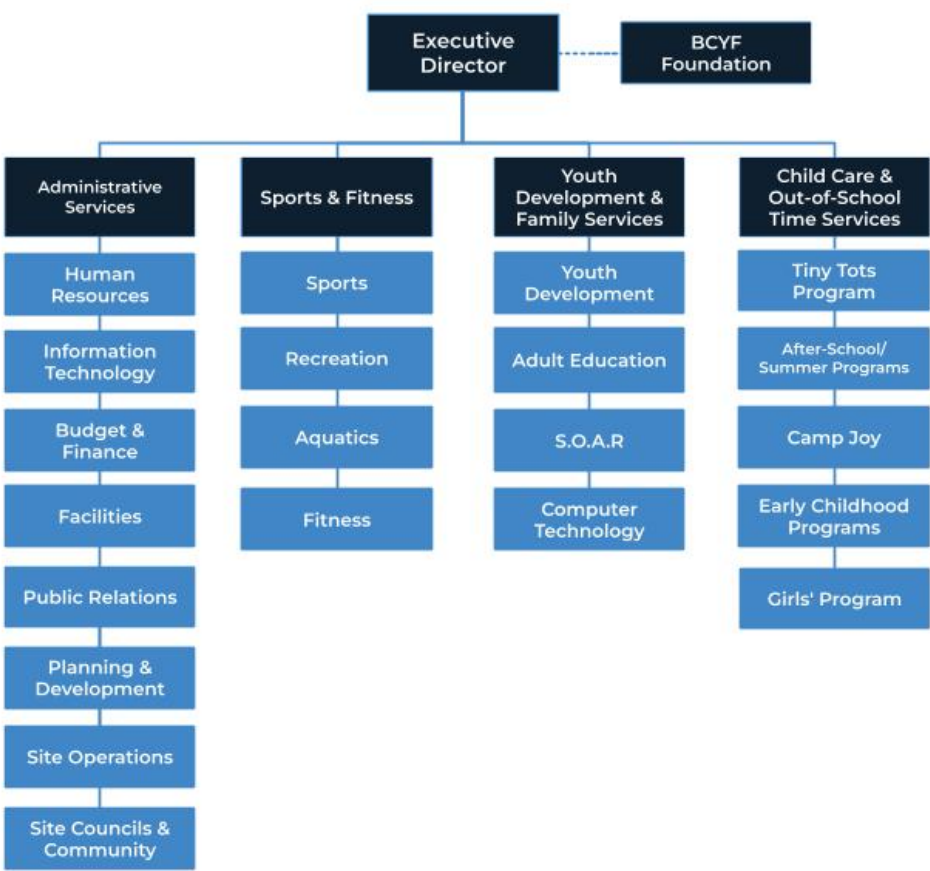 Executive
Director
BCYF
Foundation
Administrative
Services
Human
Resources
Information
Technology
Budget &
Finance
Facilities
Public Relations
Planning &
Development
Site Operations
Site Councils &
Community
Sports & Fitness
Sports
Recreation
Aquatics
Fitness
Youth
Development &
Family Services
Youth
Development
Adult Education
S.O.A.R
Computer
Technology
Child Care &
Out-of-School
Time Services
Tiny Tots
Program
After-School/
Summer Programs
Camp Joy
Early Childhood
Programs
Girls' Program